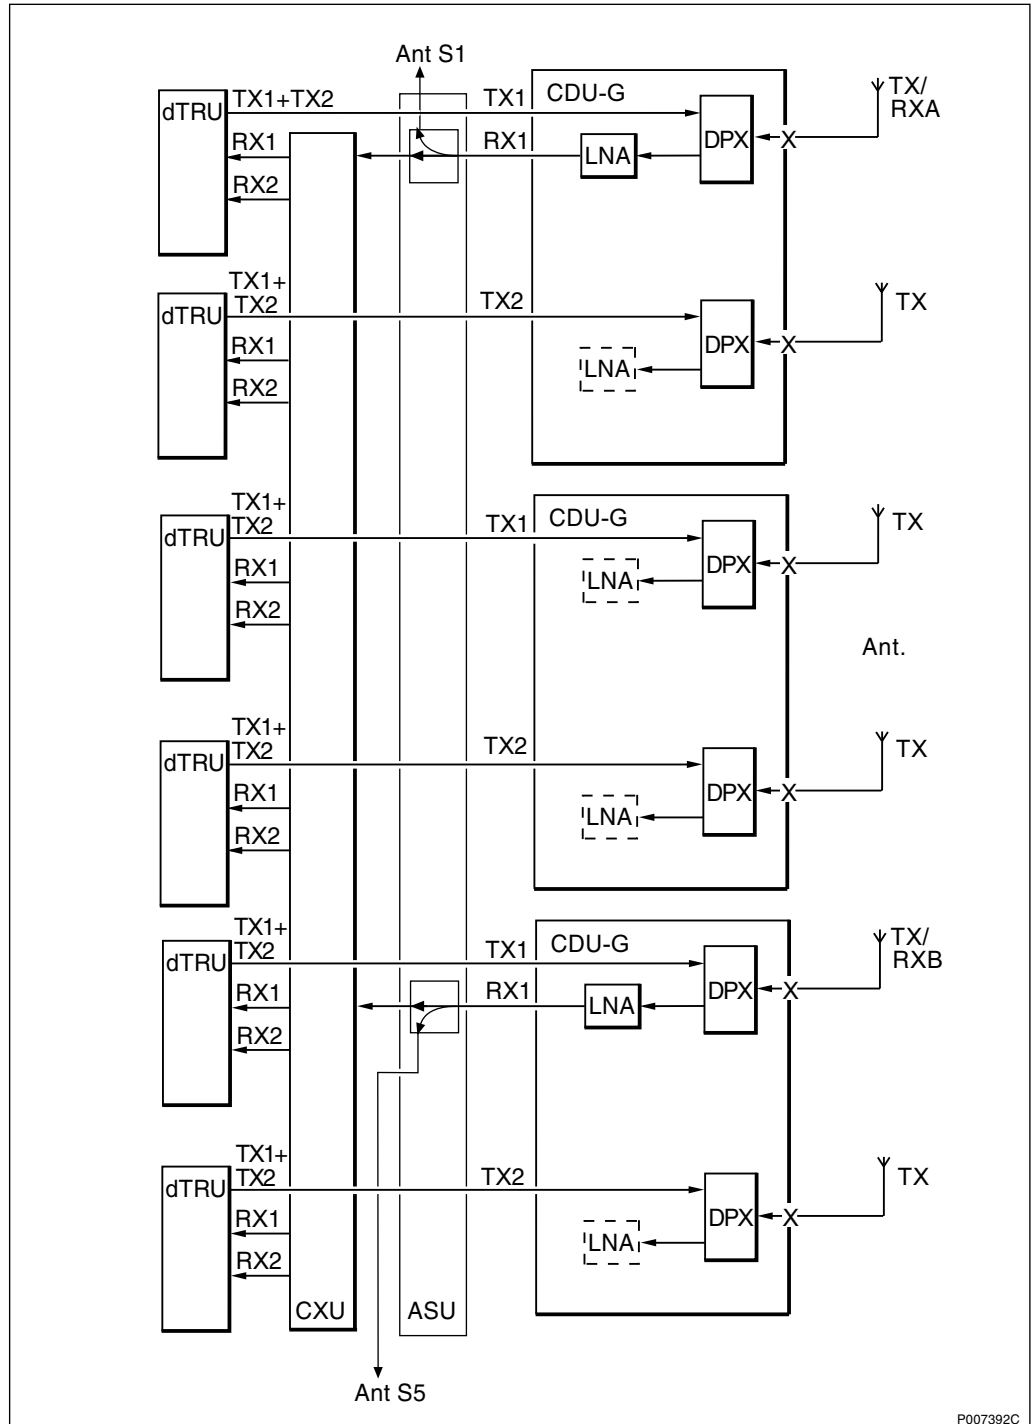 Ant S1
dTRU
TX1+TX2
TX1
CDU-G
TX/
RXA
RX1
RX1
LNA
DPX
X
RX2
TX1+
dTRU
TX2
TX2
DPX
X
TX
RX1
LNA
RX2
TX1+
dTRU
TX2
TX1
CDU-G
DPX
X
TX
RX1
LNA
RX2
Ant.
TX1+
dTRU
TX2
TX2
DPX
X
TX
RX1
LNA
RX2
TX1+
dTRU
TX2
TX1
CDU-G
TX/
RXB
RX1
RX1
LNA
DPX
X
RX2
TX1+
dTRU
TX2
TX2
DPX
X
TX
RX1
LNA
RX2
CXU
ASU
Ant S5
P007392C